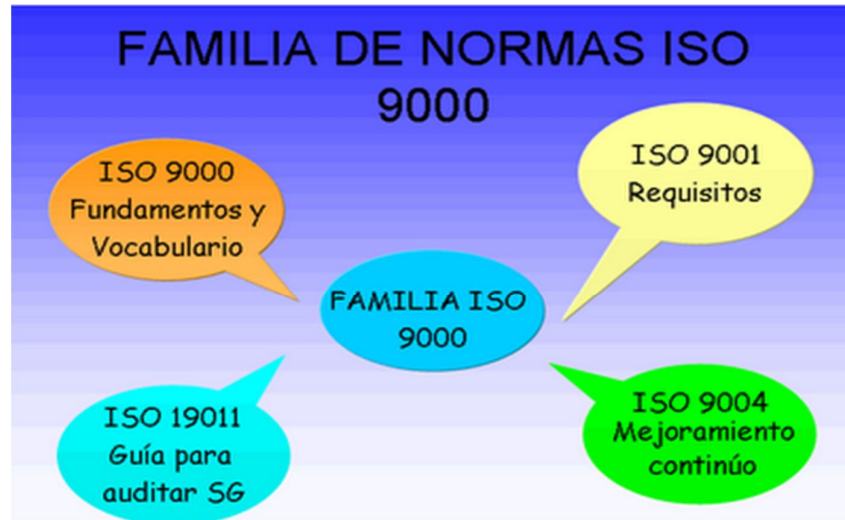 FAMILIA DE NORMAS ISO
9000
ISO 9000
Fundamentos y
Vocabulario
ISO 9001
Requisitos
FAMILIA ISO
9000
ISO 19011
Guía para
auditar SG
ISO 9004
Mejoramiento
continúo